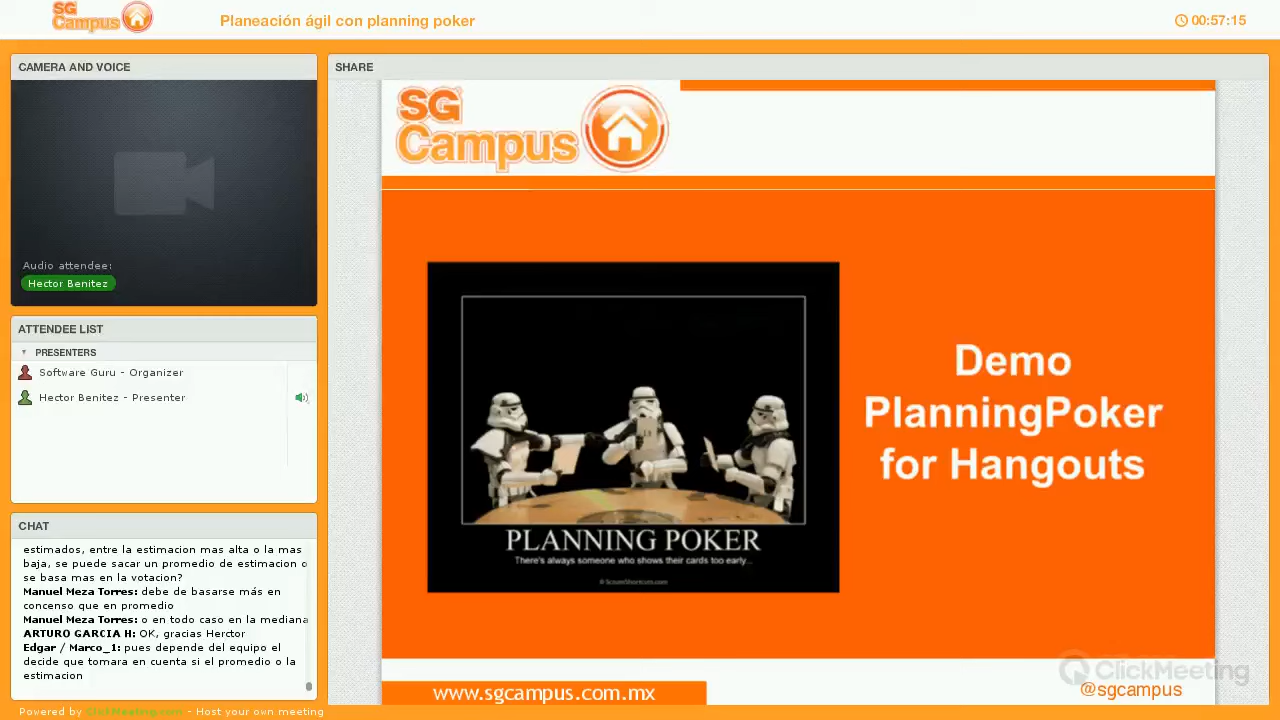 SG
Campus
Planeación ágil con planning poker
00:57:15
CAMERA AND VOICE
Audio attendee:
Hector Benitez
ATTENDEE LIST
PRESENTERS
Software Guru - Organizer
Hector Benitez - Presenter
CHAT
estimados, entre la estimacion mas alta o la mas
baja, se puede sacar un promedio de estimacion o
se basa mas en la votacion?
Manuel Meza Torres: debe de basarse más en
concenso que en promedio
Manuel Meza Torres: o en todo caso en la mediana
ARTURO GARCIA H: OK, gracias Herctor
Edgar / Marco_1: pues depende del equipo el
decide que tomara en cuenta si el promedio o la
estimacion
Powered by ClickMeeting.com - Host your own meeting
SHARE
SG
Campus
PLANNING POKER
There's always someone who shows their cards too early...
Demo
PlanningPoker
for Hangouts
www.sgcampus.com.mx
ClickMeeting
@sgcampus